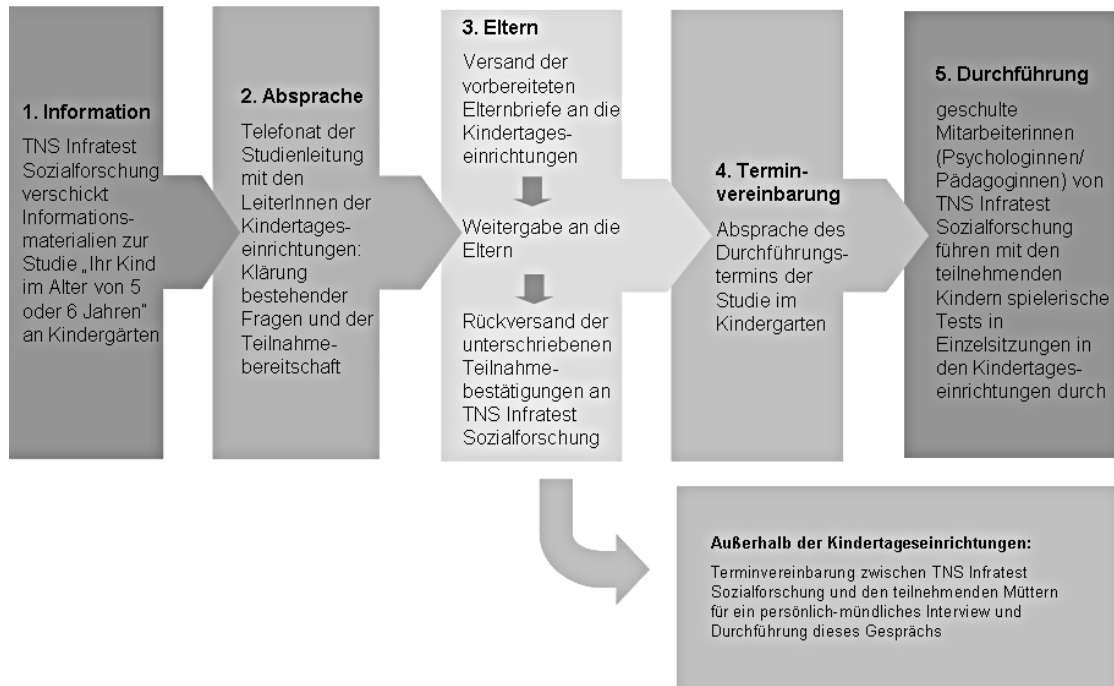 1. Information
TNS Infratest
Sozialforschung
verschickt
Informations-
materialien zur
Studie „Ihr Kind
im Alter von 5
oder 6 Jahren“
an Kindergärten
2. Absprache
Telefonat der
Studienleitung
mit den
LeiterInnen der
Kindertages-
einrichtungen:
Klärung
bestehender
Fragen und der
Teilnahme-
bereitschaft
3. Eltern
Versand der
vorbereiteten
Elternbriefe an die
Kindertages-
einrichtungen
Weitergabe an die
Eltern
Rückversand der
unterschriebenen
Teilnahme-
bestätigungen an
TNS Infratest
Sozialforschung
4. Termin-
vereinbarung
Absprache des
Durchführungs-
termins der
Studie im
Kindergarten
5. Durchführung
geschulte
Mitarbeiterinnen
(Psychologinnen/
Pädagoginnen) von
TNS Infratest
Sozialforschung
führen mit den
teilnehmenden
Kindern spielerische
Tests in
Einzelsitzungen in
den Kindertages-
einrichtungen durch
Außerhalb der Kindertageseinrichtungen:
Terminvereinbarung zwischen TNS Infratest
Sozialforschung und den teilnehmenden Müttern
für ein persönlich-mündliches Interview und
Durchführung dieses Gesprächs